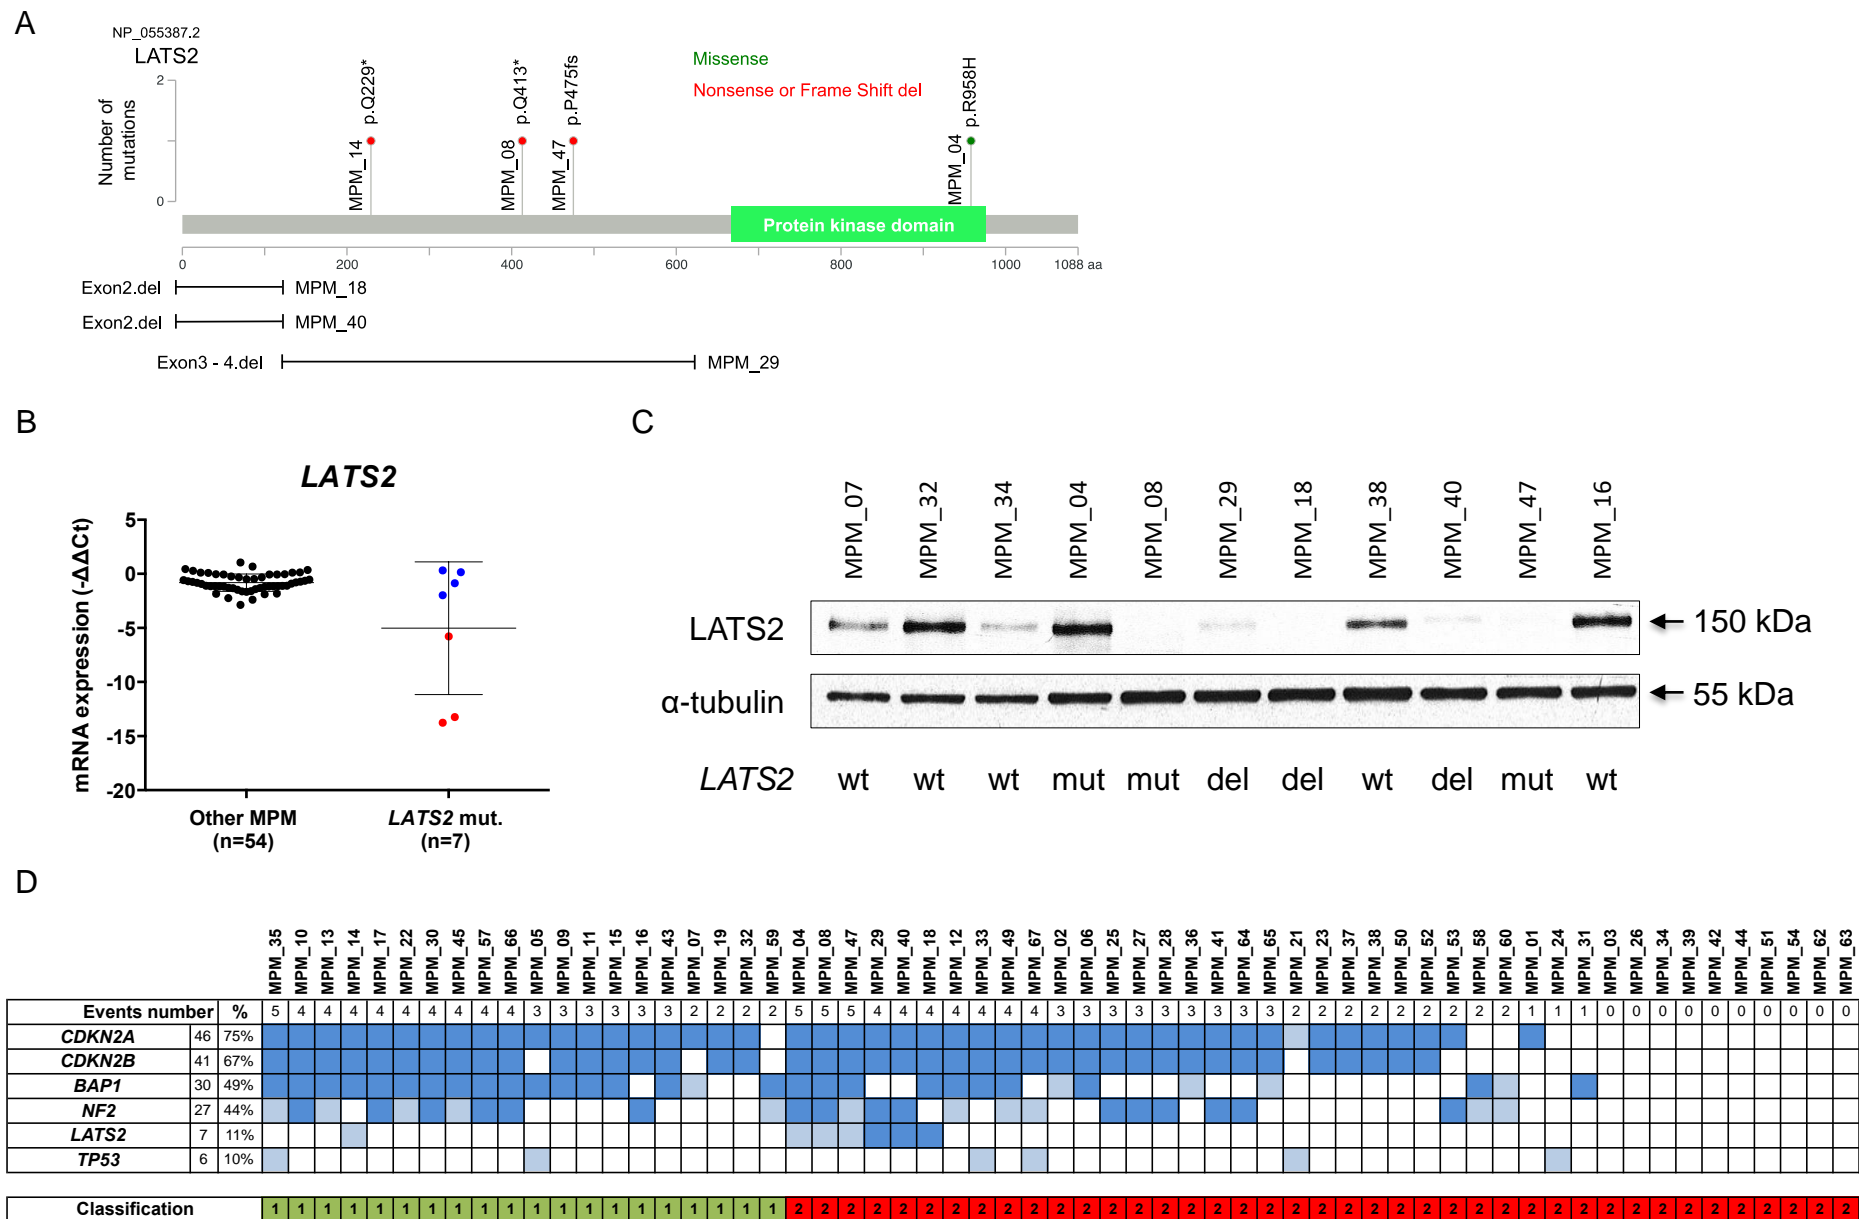 A
NP_055387.2
LATS2
Number of
mutations
2
0
MPM_14
p.Q229*
MPM_08
p.Q413*
MPM_47
p.P475fs
MPM_04
p.R958H
Missense
Nonsense or Frame Shift del
Protein kinase domain
0 200 400 600 800 1000 1088 aa
Exon2.del MPM_18
Exon2.del MPM_40
Exon3 - 4.del MPM_29
B
LATS2
mRNA expression (-ΔΔCt)
5
0
-5
-10
-15
-20
Other MPM
(n=54)
LATS2 mut.
(n=7)
C
MPM_07 MPM_32 MPM_34 MPM_04 MPM_08 MPM_29 MPM_18 MPM_38 MPM_40 MPM_47 MPM_16
LATS2 150 kDa
α-tubulin 55 kDa
LATS2 wt wt wt mut mut del del wt del mut wt
D
MPM_35 MPM_10 MPM_13 MPM_14 MPM_17 MPM_22 MPM_30 MPM_45 MPM_57 MPM_66 MPM_05 MPM_09 MPM_11 MPM_15 MPM_16 MPM_43 MPM_07 MPM_19 MPM_32 MPM_59 MPM_04 MPM_08 MPM_47 MPM_29 MPM_40 MPM_18 MPM_12 MPM_33 MPM_49 MPM_67 MPM_02 MPM_06 MPM_25 MPM_27 MPM_28 MPM_36 MPM_41 MPM_64 MPM_65 MPM_21 MPM_23 MPM_37 MPM_38 MPM_50 MPM_52 MPM_53 MPM_58 MPM_60 MPM_01 MPM_24 MPM_31 MPM_03 MPM_26 MPM_34 MPM_39 MPM_42 MPM_44 MPM_51 MPM_54 MPM_62 MPM_63
Events number % 5 4 4 4 4 4 4 4 4 4 3 3 3 3 3 3 2 2 2 2 5 5 5 4 4 4 4 4 4 4 3 3 3 3 3 3 3 3 3 2 2 2 2 2 2 2 2 2 1 1 1 0 0 0 0 0 0 0 0 0 0
CDKN2A 46 75%
CDKN2B 41 67%
BAP1 30 49%
NF2 27 44%
LATS2 7 11%
TP53 6 10%
Classification 1 1 1 1 1 1 1 1 1 1 1 1 1 1 1 1 1 1 1 1 2 2 2 2 2 2 2 2 2 2 2 2 2 2 2 2 2 2 2 2 2 2 2 2 2 2 2 2 2 2 2 2 2 2 2 2 2 2 2 2 2